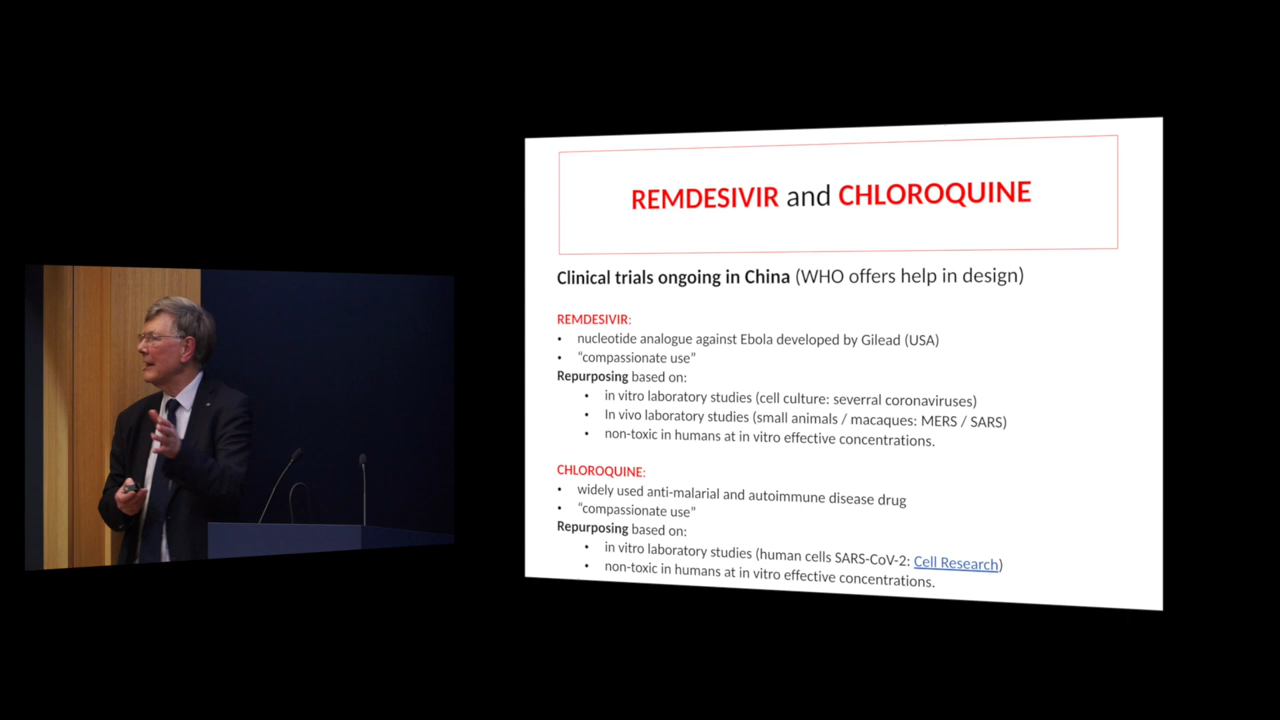 REMDESIVIR and CHLOROQUINE
Clinical trials ongoing in China (WHO offers help in design)
REMDESIVIR:
• nucleotide analogue against Ebola developed by Gilead (USA)
• “compassionate use”
Repurposing based on:
• in vitro laboratory studies (cell culture: severral coronaviruses)
• In vivo laboratory studies (small animals / macaques: MERS / SARS)
• non-toxic in humans at in vitro effective concentrations.
CHLOROQUINE:
• widely used anti-malarial and autoimmune disease drug
• “compassionate use”
Repurposing based on:
• in vitro laboratory studies (human cells SARS-CoV-2: Cell Research)
• non-toxic in humans at in vitro effective concentrations.